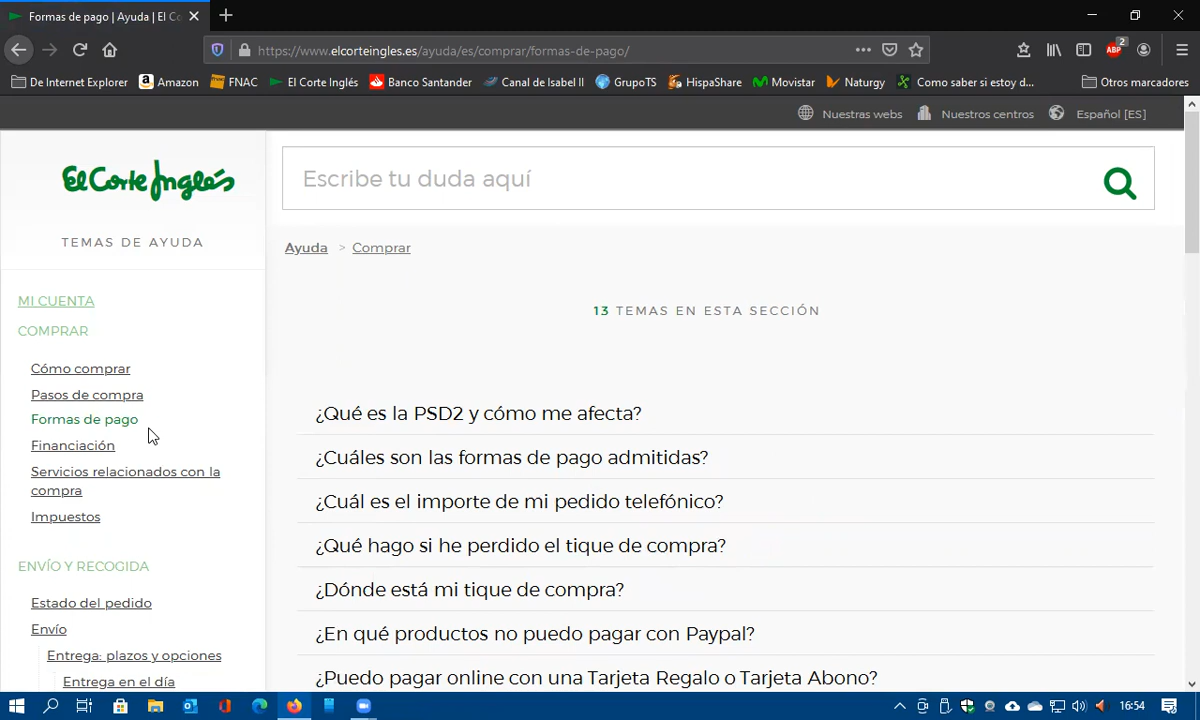 Formas de pago | Ayuda | El Co
https://www.elcorteingles.es/ayuda/es/comprar/formas-de-pago/
ABP 2
De Internet Explorer Amazon FNAC El Corte Inglés Banco Santander Canal de Isabel II GrupoTS HispaShare Movistar Naturgy Como saber si estoy d... Otros marcadores
Nuestras webs Nuestros centros Español [ES]
El Corte Inglés
TEMAS DE AYUDA
MI CUENTA
COMPRAR
Cómo comprar
Pasos de compra
Formas de pago
Financiación
Servicios relacionados con la
compra
Impuestos
ENVÍO Y RECOGIDA
Estado del pedido
Envío
Entrega: plazos y opciones
Entrega en el día
Escribe tu duda aquí
Ayuda > Comprar
13 TEMAS EN ESTA SECCIÓN
¿Qué es la PSD2 y cómo me afecta?
¿Cuáles son las formas de pago admitidas?
¿Cuál es el importe de mi pedido telefónico?
¿Qué hago si he perdido el tique de compra?
¿Dónde está mi tique de compra?
¿En qué productos no puedo pagar con Paypal?
¿Puedo pagar online con una Tarjeta Regalo o Tarjeta Abono?
16:54